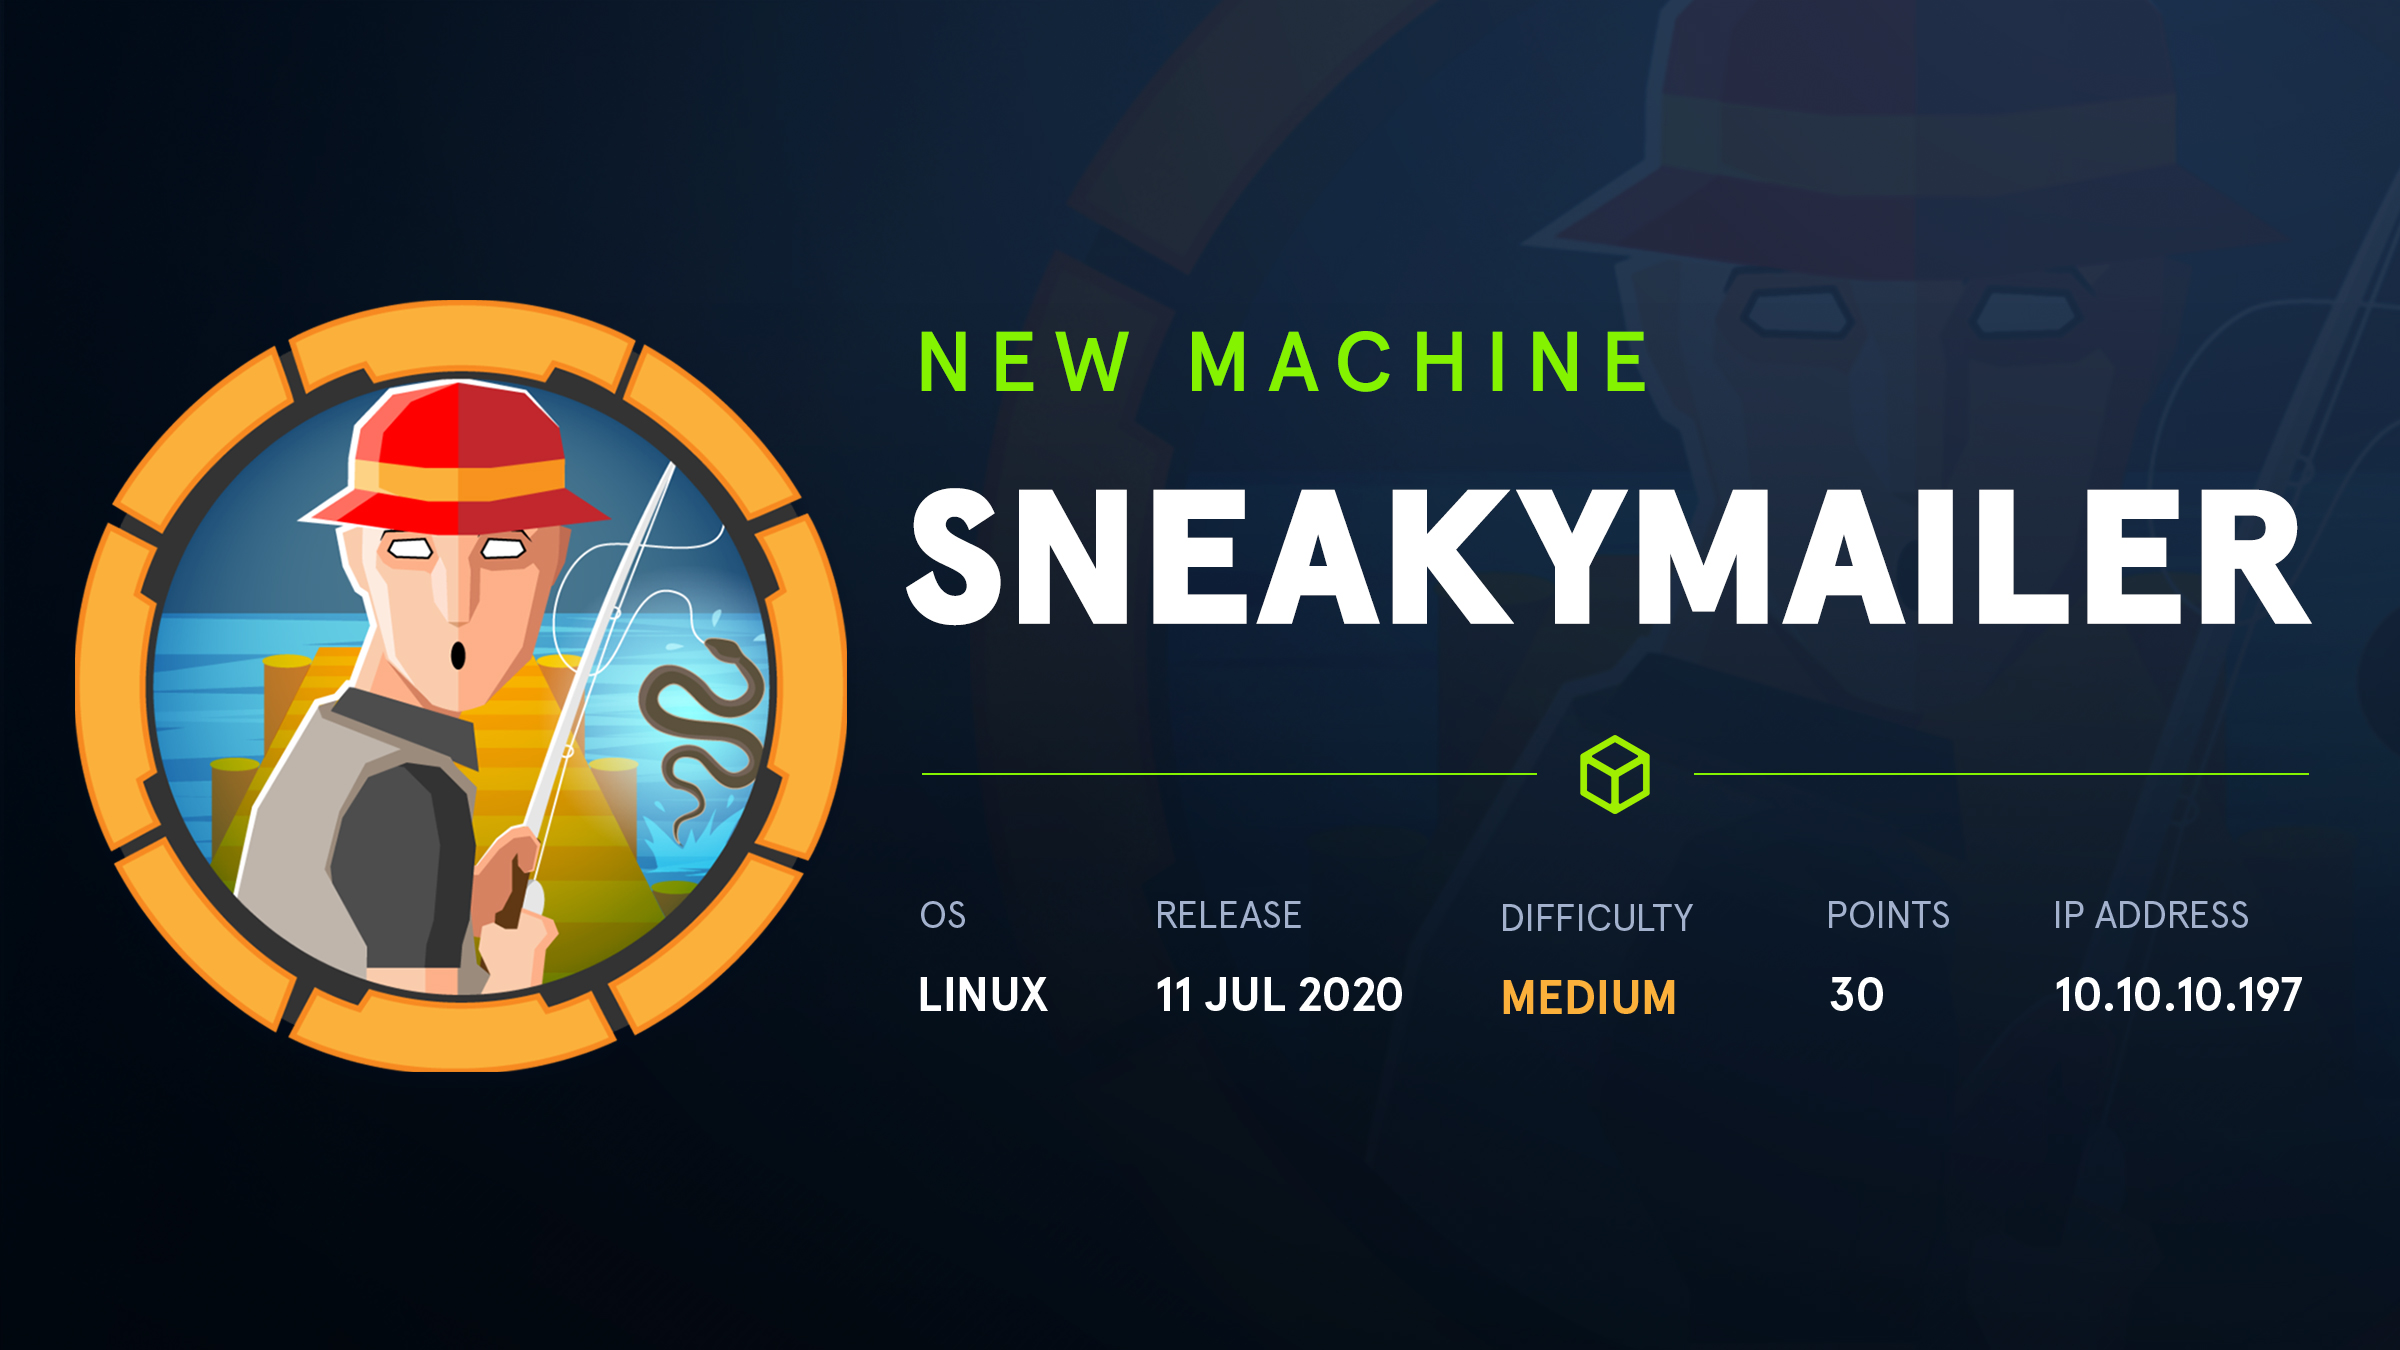 NEW MACHINE
SNEAKYMAILER
OS RELEASE DIFFICULTY POINTS IP ADDRESS
LINUX 11 JUL 2020 MEDIUM 30 10.10.10.197